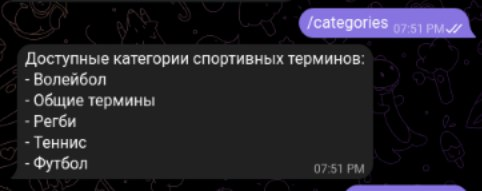 /categories 07:51 PM
Доступные категории спортивных терминов:
- Волейбол
- Общие термины
- Регби
- Теннис
- Футбол
07:51 PM